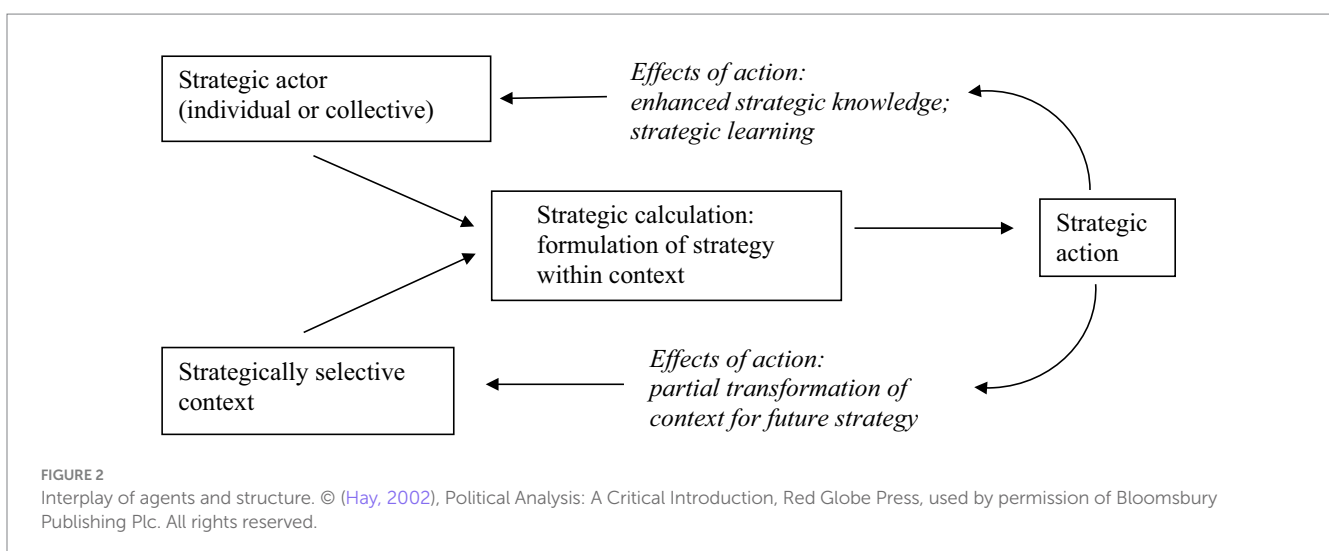 Strategic actor
(individual or collective)
Effects of action:
enhanced strategic knowledge;
strategic learning
Strategic calculation:
formulation of strategy
within context
Strategic
action
Strategically selective
context
Effects of action:
partial transformation of
context for future strategy
FIGURE 2
Interplay of agents and structure. © (Hay, 2002), Political Analysis: A Critical Introduction, Red Globe Press, used by permission of Bloomsbury
Publishing Plc. All rights reserved.